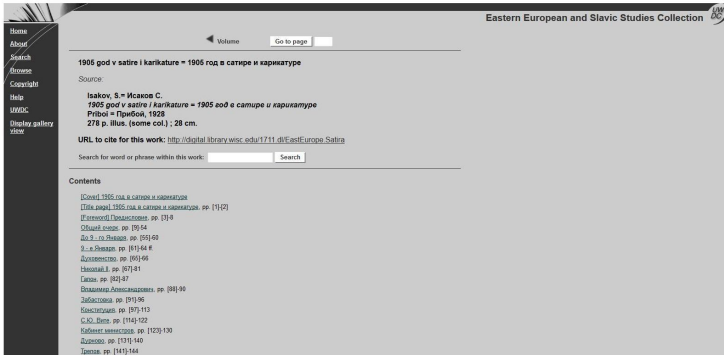 Eastern European and Slavic Studies Collection
UWDC
Home
About
Search
Browse
Copyright
Help
UWDC
Display gallery
view
Volume
Go to page
1905 god v satire i karikature = 1905 год в сатире и карикатуре
Source:
Isakov, S.= Исаков С.
1905 god v satire i karikature = 1905 год в сатире и карикатуре
Priboi = Прибой, 1928
278 p. illus. (some col.) ; 28 cm.
URL to cite for this work: http://digital.library.wisc.edu/1711.dl/EastEurope.Satira
Search for word or phrase within this work:
Search
Contents
[Cover] 1905 год в сатире и карикатуре
[Title page] 1905 год в сатире и карикатуре, pp. [1]-[2]
[Foreword] Предисловие, pp. [3]-8
Общий очерк, pp. [9]-54
До 9 - го Января, pp. [55]-60
9 - е Января, pp. [61]-64 ff.
Духовенство, pp. [65]-66
Николай II, pp. [67]-81
Гапон, pp. [82]-87
Владимир Александрович, pp. [88]-90
Забастовка, pp. [91]-96
Конституция, pp. [97]-113
С.Ю. Вите, pp. [114]-122
Кабинет министров, pp. [123]-130
Дурново, pp. [131]-140
Трепов, pp. [141]-144